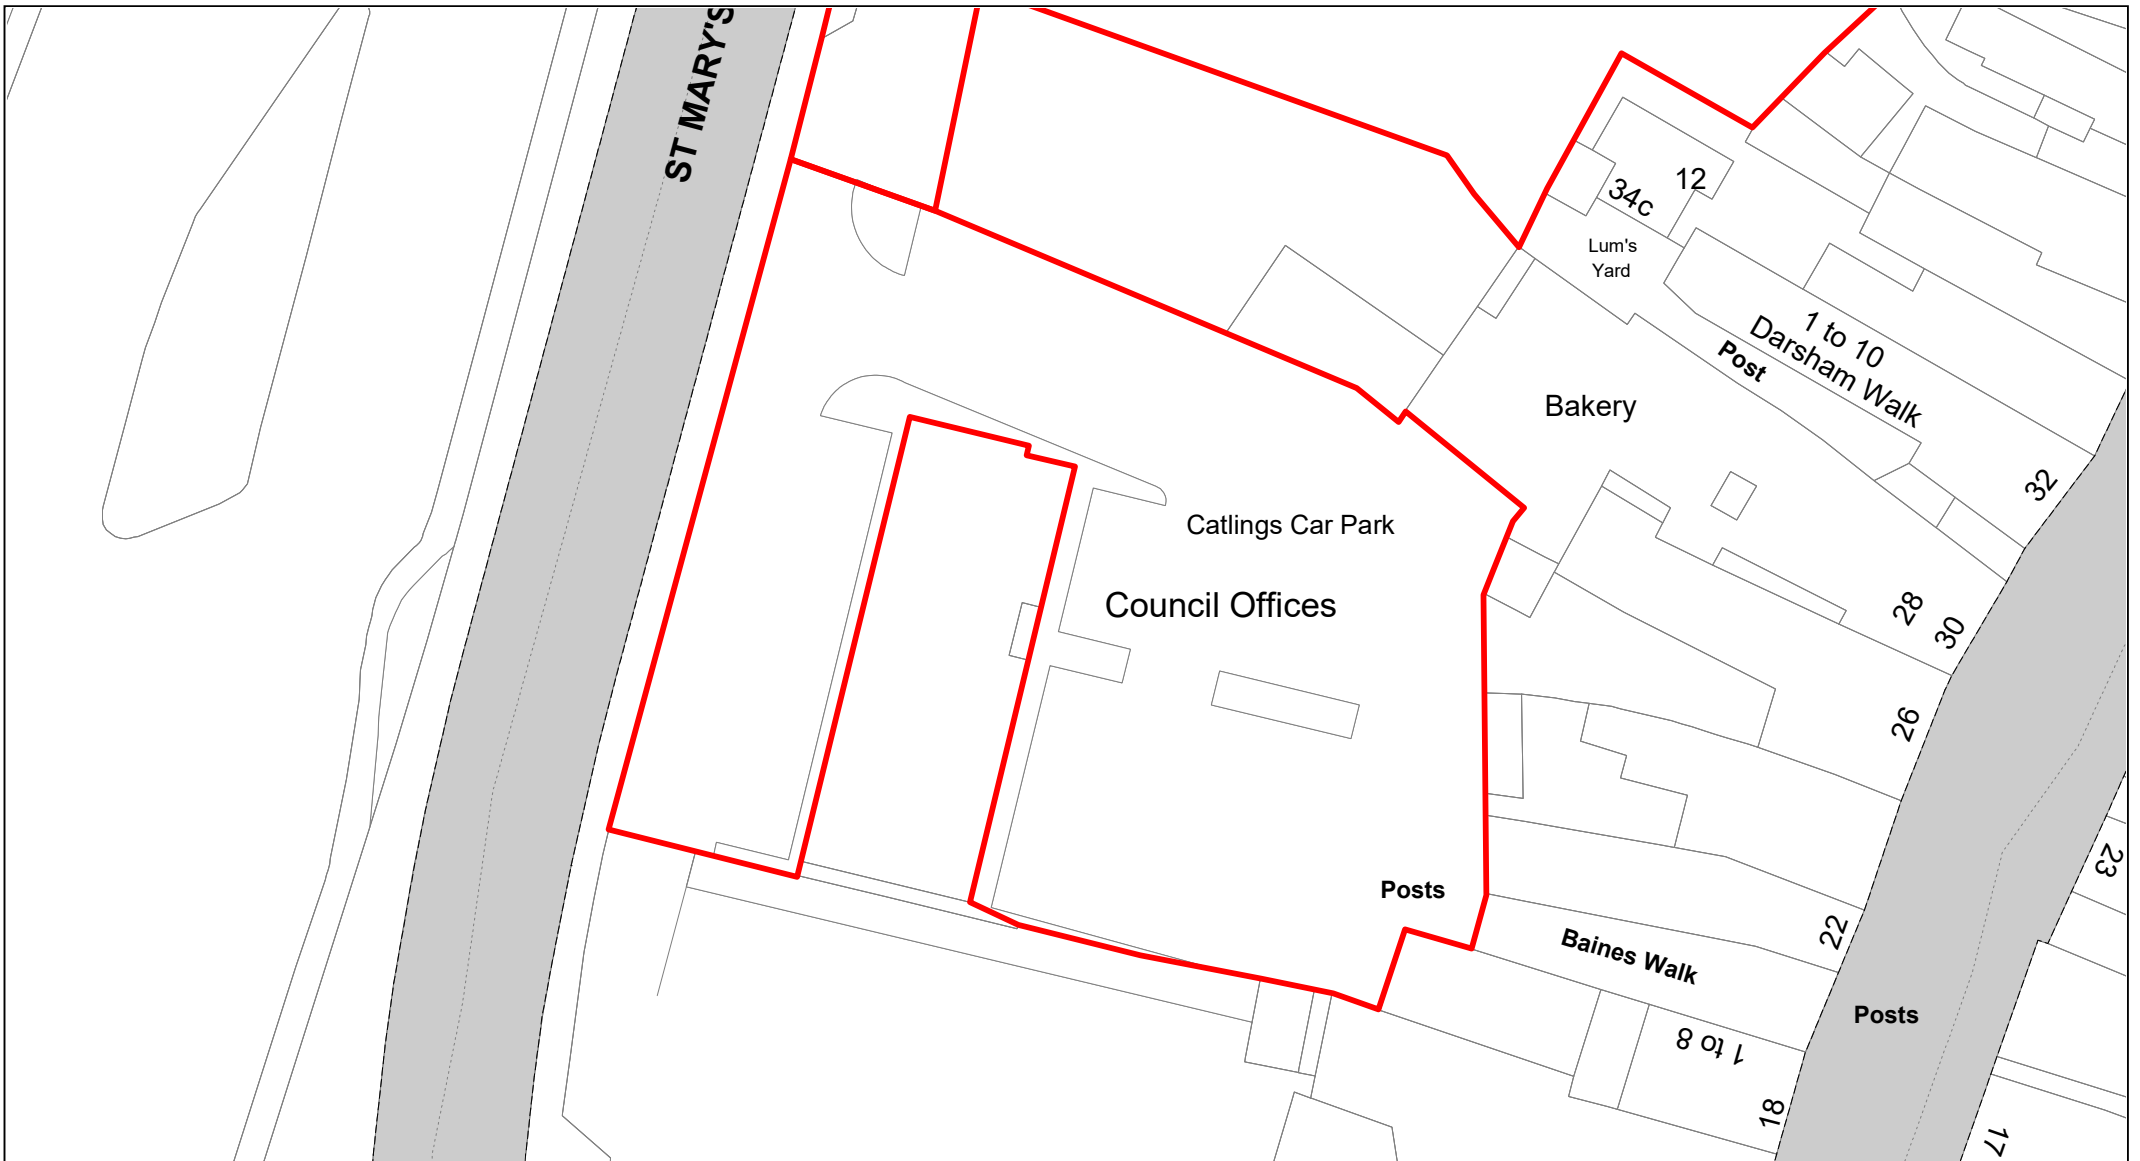 ST MARY'S
12
34c
Lum's
Yard
1 to 10
Darsham Walk
Post
Bakery
32
Catlings Car Park
Council Offices
28
30
26
23
Posts
22
Baines Walk
Posts
1 to 8
18
17